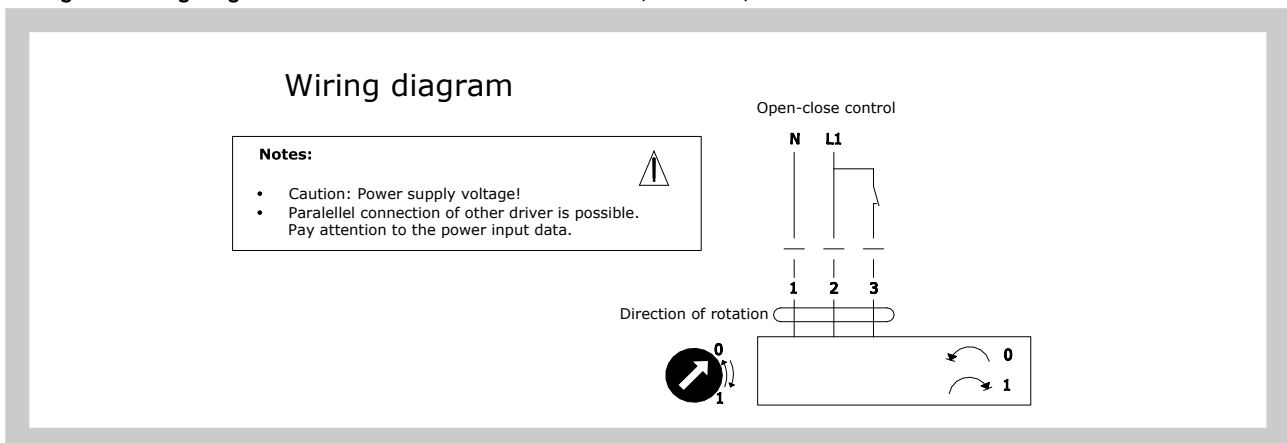 Wiring diagram
Notes:
• Caution: Power supply voltage!
• Paralellel connection of other driver is possible.
Pay attention to the power input data.
Open-close control
N L1
1 2 3
Direction of rotation
0
1
0
1